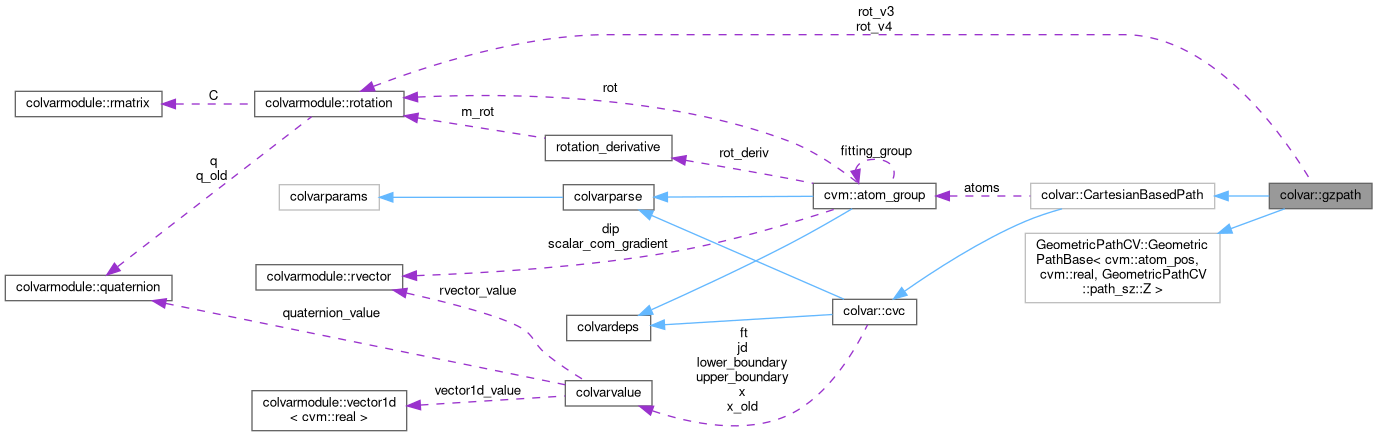 rot_v3
rot_v4
colvarmodule::rmatrix
C
colvarmodule::rotation
rot
m_rot
rotation_derivative
rot_deriv
fitting_group
q
q_old
colvarparams
colvarparse
cvm::atom_group
atoms
colvar::CartesianBasedPath
colvar::gzpath
dip
scalar_com_gradient
GeometricPathCV::Geometric
PathBase< cvm::atom_pos,
cvm::real, GeometricPathCV
::path_sz::Z >
colvarmodule::quaternion
colvarmodule::rvector
rvector_value
quaternion_value
colvardeps
colvar::cvc
ft
jd
lower_boundary
upper_boundary
x
x_old
colvarmodule::vector1d
< cvm::real >
vector1d_value
colvarvalue